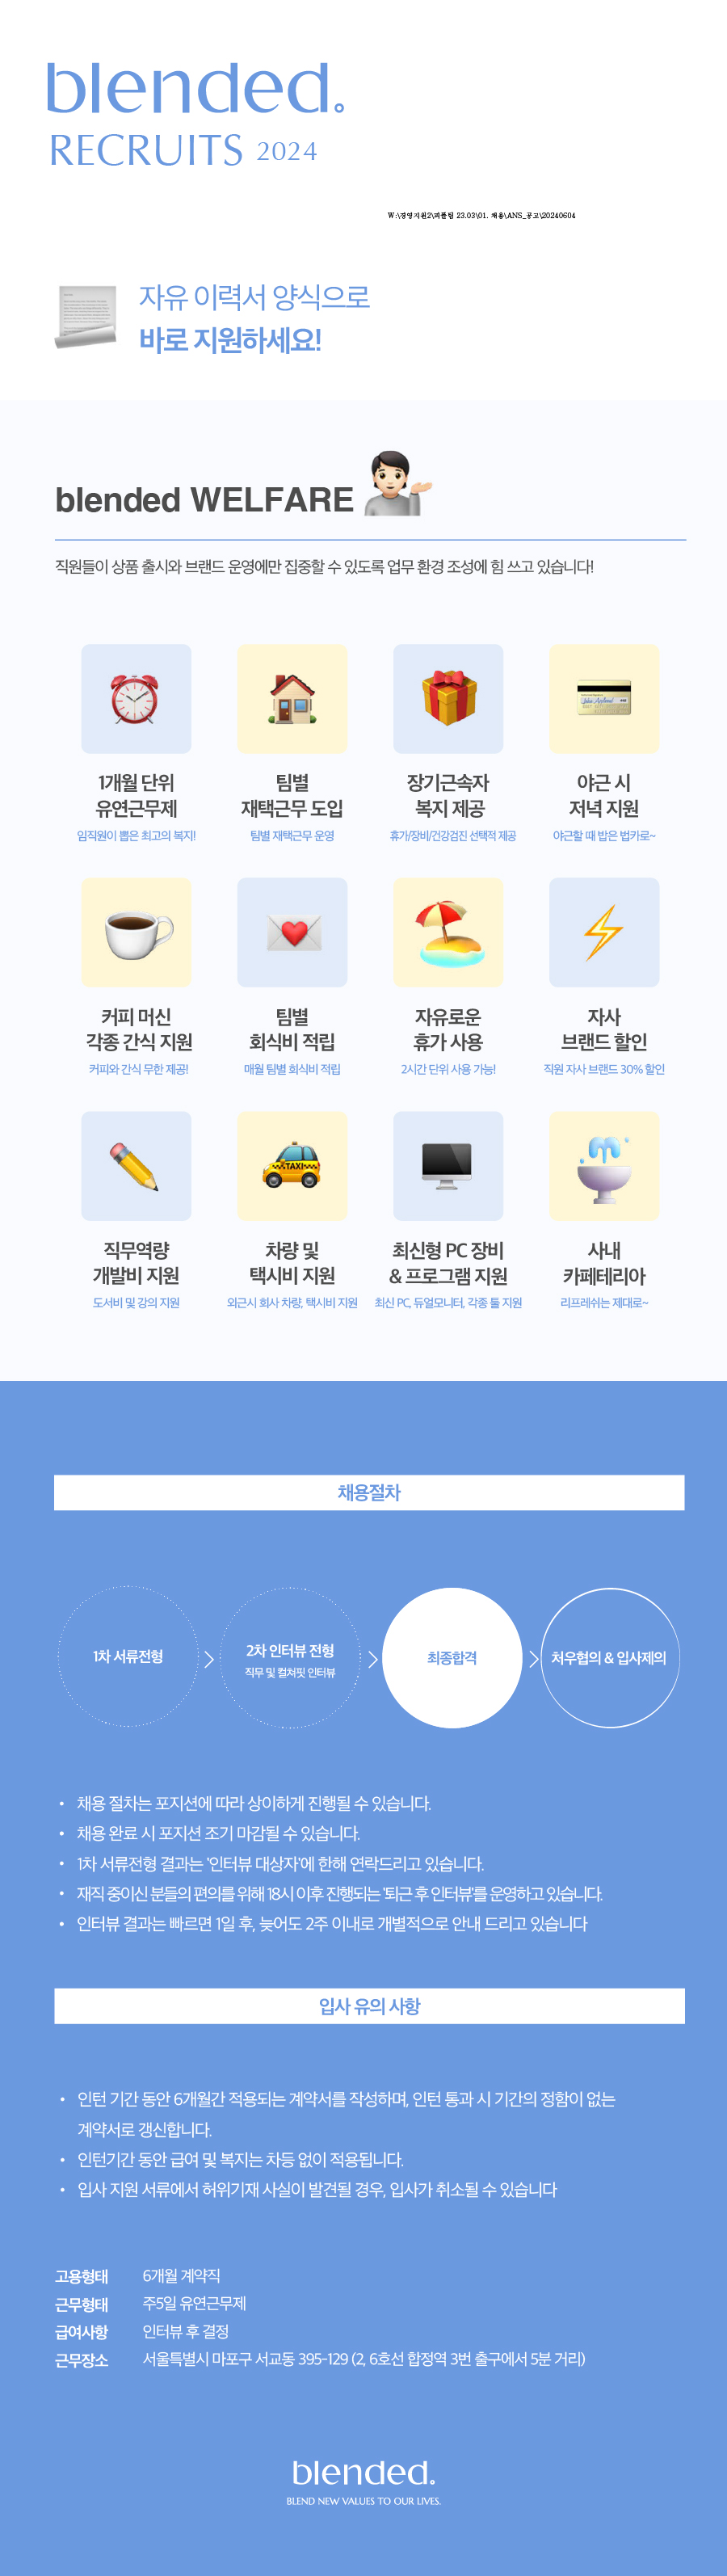 blended.
RECRUITS 2024
W:\경영지원2\피플팀 23.03\01. 채용\ANS_공고\20240604
자유 이력서 양식으로
바로 지원하세요!
blended WELFARE
직원들이 상품 출시와 브랜드 운영에만 집중할 수 있도록 업무 환경 조성에 힘 쓰고 있습니다!
1개월 단위
유연근무제
임직원이 뽑은 최고의 복지!
팀별
재택근무 도입
팀별 재택근무 운영
장기근속자
복지 제공
휴가/장비/건강검진 선택적 제공
야근 시
저녁 지원
야근할 때 밥은 법카로~
커피 머신
각종 간식 지원
커피와 간식 무한 제공!
팀별
회식비 적립
매월 팀별 회식비 적립
자유로운
휴가 사용
2시간 단위 사용 가능!
자사
브랜드 할인
직원 자사 브랜드 30% 할인
직무역량
개발비 지원
도서비 및 강의 지원
TAXI
차량 및
택시비 지원
외근시 회사 차량, 택시비 지원
최신형 PC 장비
& 프로그램 지원
최신 PC, 듀얼모니터, 각종 툴 지원
사내
카페테리아
리프레쉬는 제대로~
채용절차
1차 서류전형
2차 인터뷰 전형
직무 및 컬쳐핏 인터뷰
최종합격
처우협의 & 입사제의
• 채용 절차는 포지션에 따라 상이하게 진행될 수 있습니다.
• 채용 완료 시 포지션 조기 마감될 수 있습니다.
• 1차 서류전형 결과는 '인터뷰 대상자'에 한해 연락드리고 있습니다.
• 재직 중이신 분들의 편의를 위해 18시 이후 진행되는 '퇴근 후 인터뷰'를 운영하고 있습니다.
• 인터뷰 결과는 빠르면 1일 후, 늦어도 2주 이내로 개별적으로 안내 드리고 있습니다
입사 유의 사항
• 인턴 기간 동안 6개월간 적용되는 계약서를 작성하며, 인턴 통과 시 기간의 정함이 없는
계약서로 갱신합니다.
• 인턴기간 동안 급여 및 복지는 차등 없이 적용됩니다.
• 입사 지원 서류에서 허위기재 사실이 발견될 경우, 입사가 취소될 수 있습니다
고용형태 6개월 계약직
근무형태 주5일 유연근무제
급여사항 인터뷰 후 결정
근무장소 서울특별시 마포구 서교동 395-129 (2, 6호선 합정역 3번 출구에서 5분 거리)
blended.
BLEND NEW VALUES TO OUR LIVES.